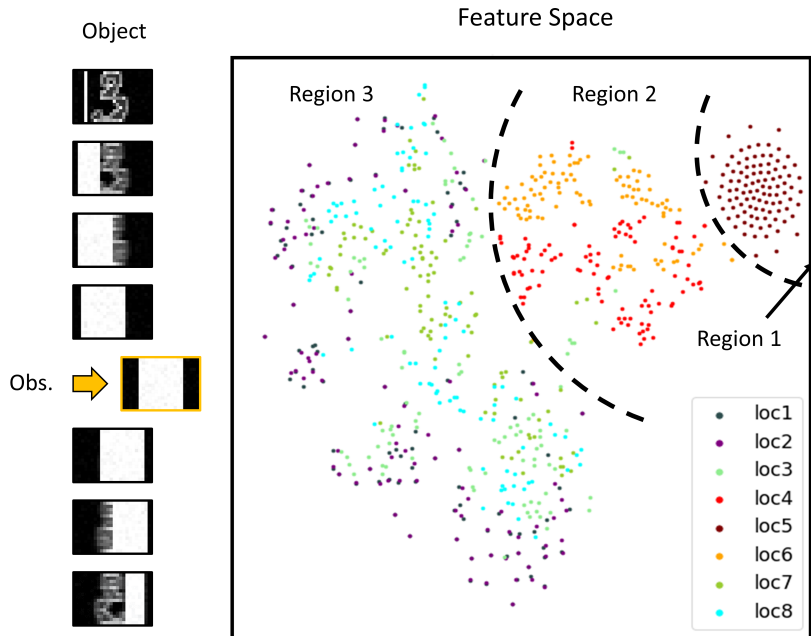 Object
Feature Space
Region 3
Region 2
Region 1
Obs.
loc1
loc2
loc3
loc4
loc5
loc6
loc7
loc8